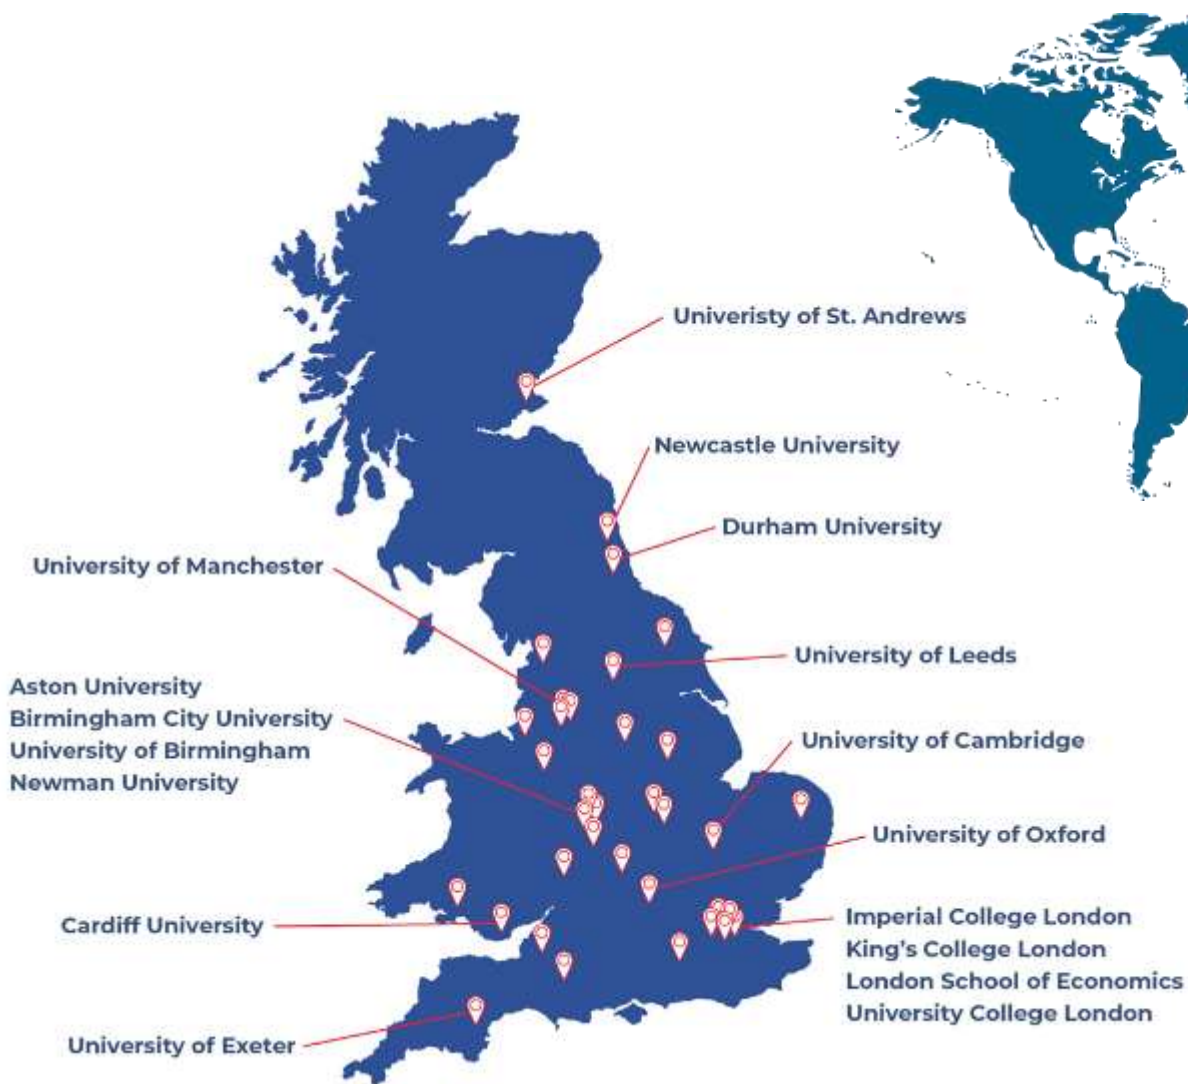 Univeristy of St. Andrews
Newcastle University
Durham University
University of Manchester
University of Leeds
Aston University
Birmingham City University
University of Birmingham
Newman University
University of Cambridge
University of Oxford
Cardiff University
Imperial College London
King's College London
London School of Economics
University College London
University of Exeter